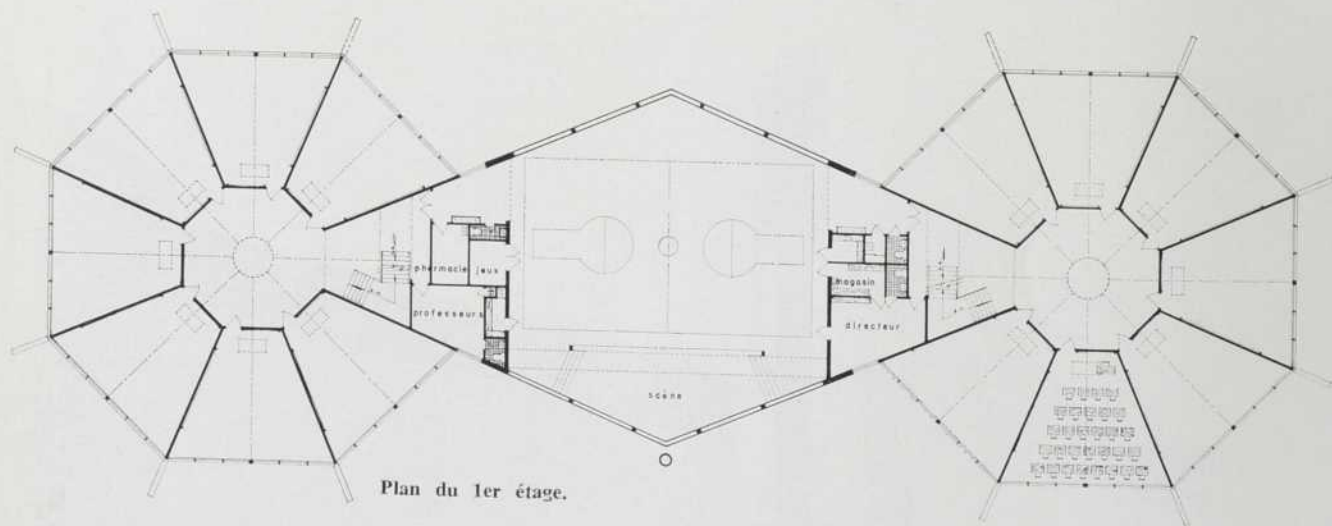 pharmacie jeux
professeurs
magasin
directeur
scène
Plan du 1er étage.